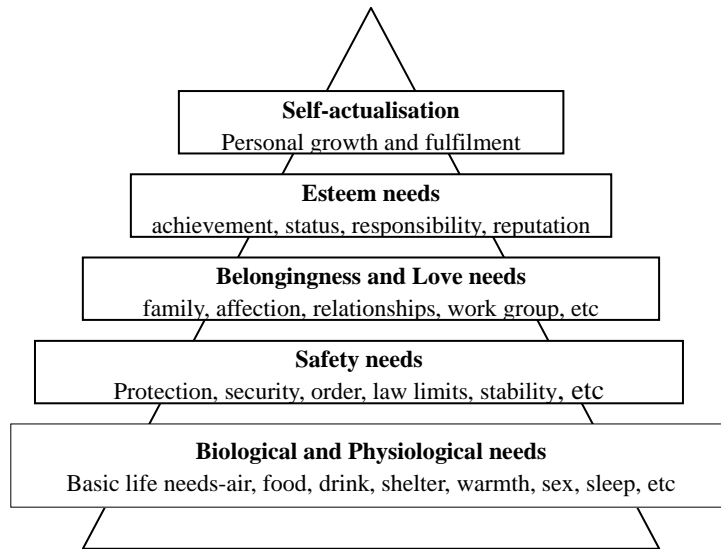 Self-actualisation
Personal growth and fulfilment
Esteem needs
achievement, status, responsibility, reputation
Belongingness and Love needs
family, affection, relationships, work group, etc
Safety needs
Protection, security, order, law limits, stability, etc
Biological and Physiological needs
Basic life needs-air, food, drink, shelter, warmth, sex, sleep, etc